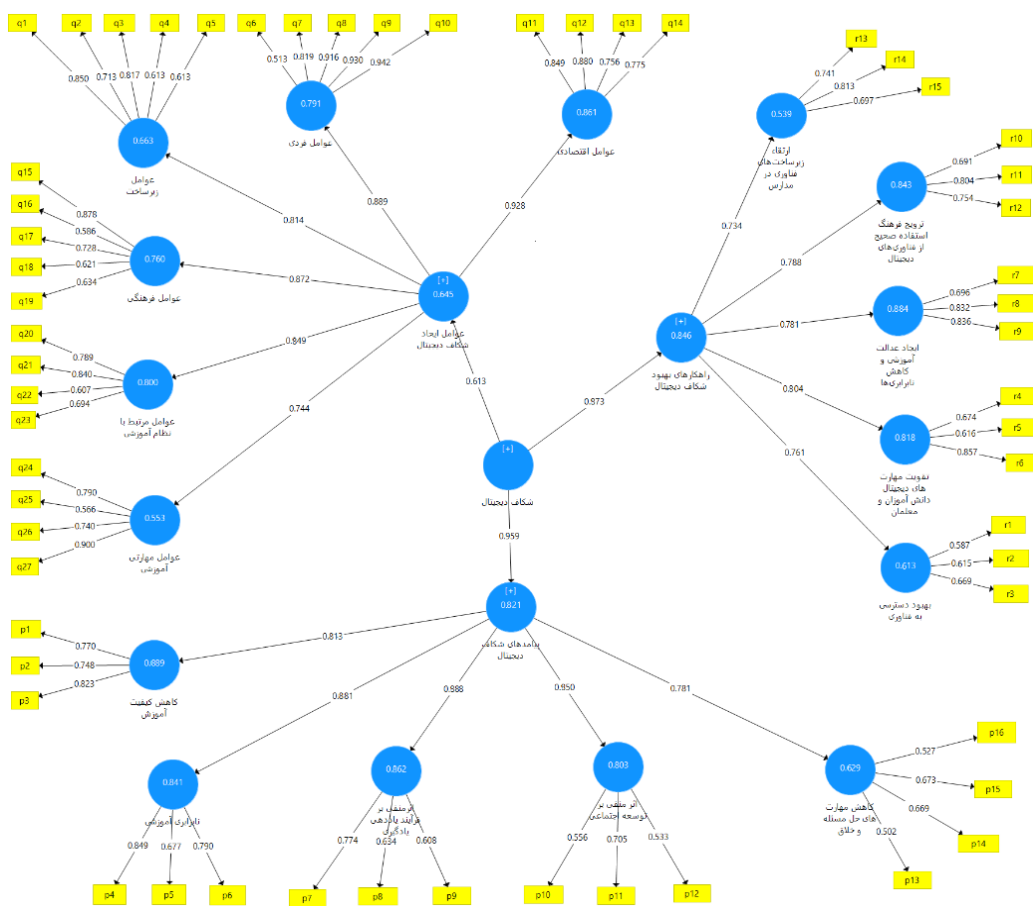 q1
q2
q3
q4
q5
0.850
0.713
0.817
0.613
0.613
0.663
عوامل
زیرساخت
q6
q7
q8
q9
q10
0.513
0.819
0.916
0.930
0.942
0.791
عوامل فردی
q11
q12
q13
q14
0.849
0.880
0.756
0.775
0.861
عوامل اقتصادی
r13
r14
r15
0.741
0.813
0.697
0.539
ارتقاء
زیرساخت‌های
فناوری در
مدارس
r10
r11
r12
0.691
0.804
0.754
0.843
ترویج فرهنگ
استفاده صحیح
از فناوری‌های
دیجیتال
q15
q16
q17
q18
q19
0.878
0.586
0.728
0.621
0.634
0.760
عوامل فرهنگی
0.814
0.889
0.928
0.872
0.849
0.744
[+]
0.645
عوامل ایجاد
شکاف دیجیتال
0.734
0.788
0.781
0.804
0.761
[+]
0.846
راهکارهای بهبود
شکاف دیجیتال
r7
r8
r9
0.696
0.832
0.836
0.884
ایجاد عدالت
آموزشی و
کاهش
نابرابری‌ها
q20
q21
q22
q23
0.789
0.840
0.607
0.694
0.800
عوامل مرتبط با
نظام آموزشی
0.613
0.973
[+]
شکاف دیجیتال
0.959
r4
r5
r6
0.674
0.616
0.857
0.818
تقویت مهارت
های دیجیتال
دانش آموزان و
معلمان
q24
q25
q26
q27
0.790
0.566
0.740
0.900
0.553
عوامل مهارتی
آموزشی
r1
r2
r3
0.587
0.615
0.669
0.613
بهبود دسترسی
به فناوری
[+]
0.821
پیامدهای شکاف
دیجیتال
p1
p2
p3
0.770
0.748
0.823
کاهش کیفیت
آموزش
0.813
0.881
0.950
0.781
0.841
نابرابری آموزشی
0.849
0.677
0.790
p4
p5
p6
0.862
اثرمنفی بر
فرآیند یاددهی
یادگیری
0.774
0.634
0.608
p7
p8
p9
0.803
اثر منفی بر
توسعه اجتماعی
0.556
0.705
0.533
p10
p11
p12
0.629
کاهش مهارت
های حل مسئله
و خلاق
0.527
0.673
0.669
0.502
p16
p15
p14
p13